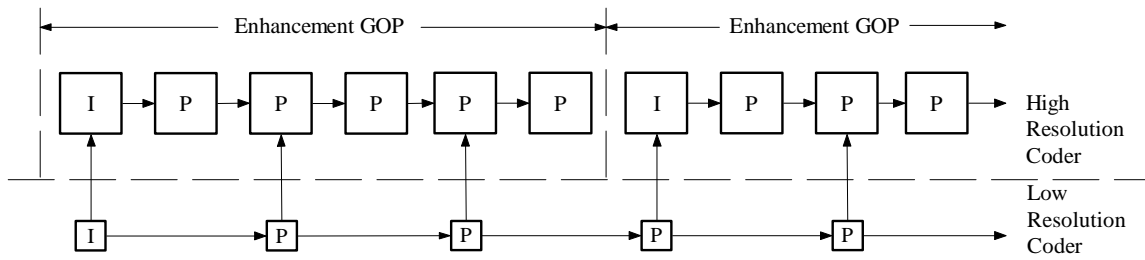 Enhancement GOP
Enhancement GOP
I P P P P P I P P P
High
Resolution
Coder
Low
Resolution
Coder
I P P P P